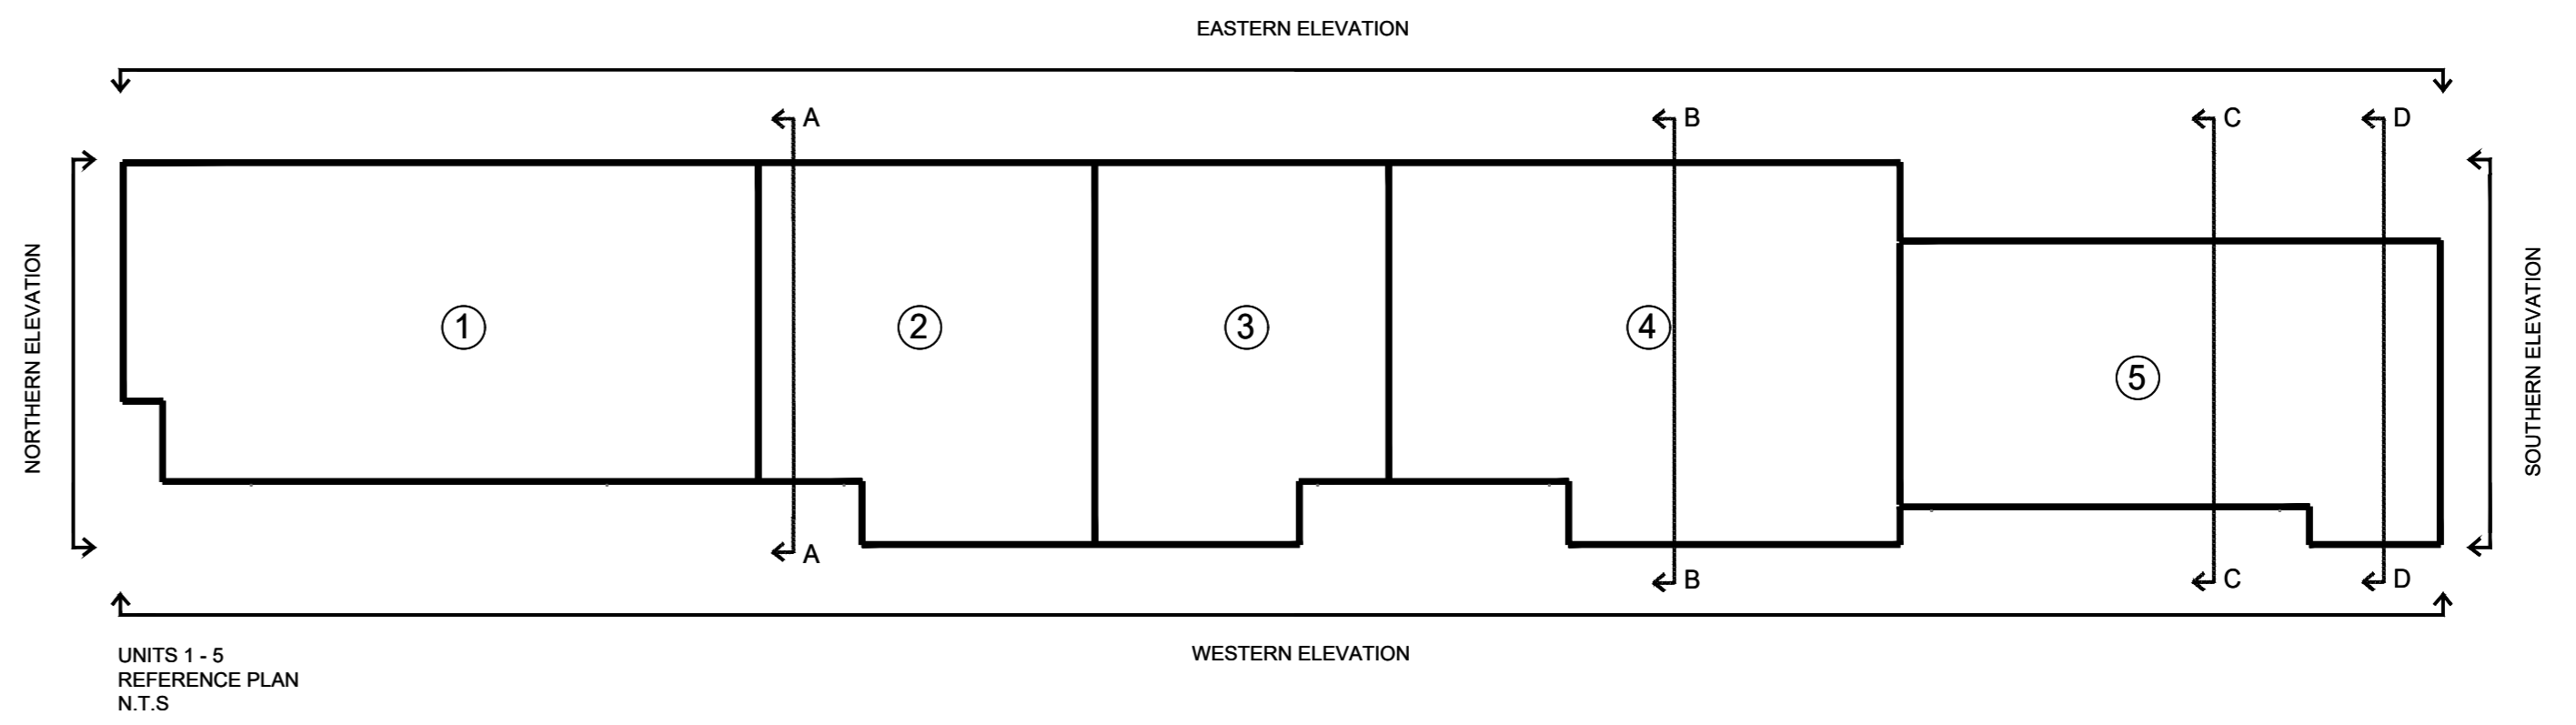 EASTERN ELEVATION
A
B
C
D
NORTHERN ELEVATION
1
2
3
4
5
SOUTHERN ELEVATION
A
B
C
D
WESTERN ELEVATION
UNITS 1 - 5
REFERENCE PLAN
N.T.S